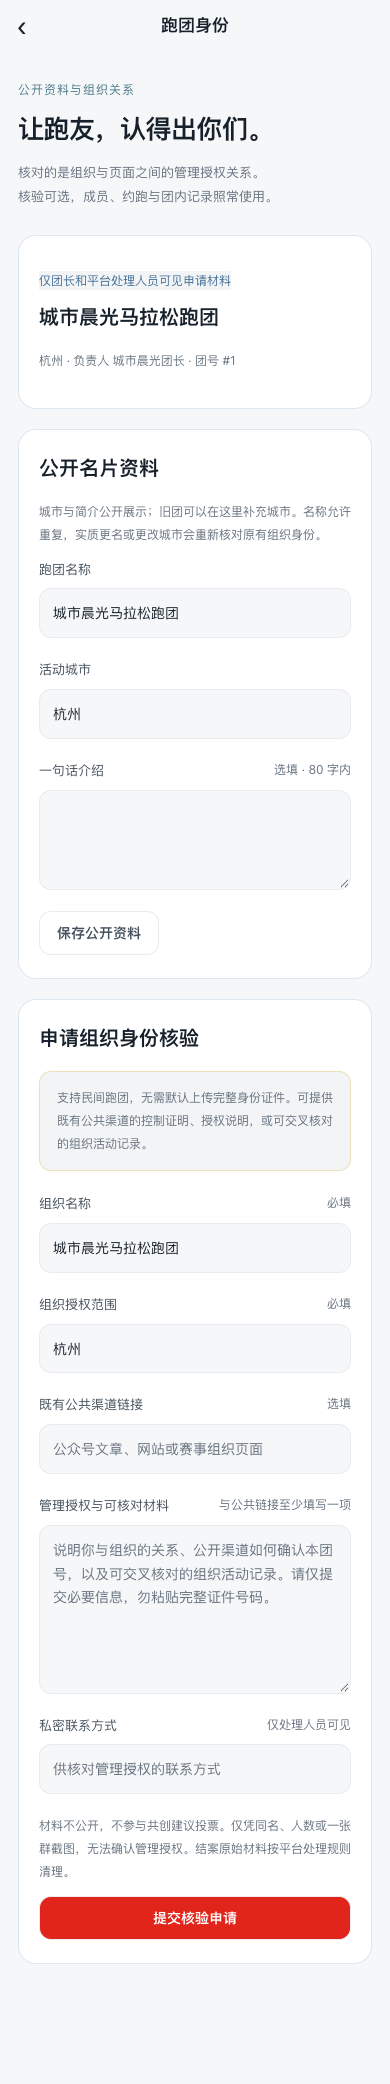 ‹ 跑团身份
公开资料与组织关系
让跑友，认得出你们。
核对的是组织与页面之间的管理授权关系。
核验可选，成员、约跑与团内记录照常使用。
仅团长和平台处理人员可见申请材料
城市晨光马拉松跑团
杭州 · 负责人 城市晨光团长 · 团号 #1
公开名片资料
城市与简介公开展示；旧团可以在这里补充城市。名称允许
重复，实质更名或更改城市会重新核对原有组织身份。
跑团名称
城市晨光马拉松跑团
活动城市
杭州
一句话介绍 选填 · 80 字内
保存公开资料
申请组织身份核验
支持民间跑团，无需默认上传完整身份证件。可提供
既有公共渠道的控制证明、授权说明，或可交叉核对
的组织活动记录。
组织名称 必填
城市晨光马拉松跑团
组织授权范围 必填
杭州
既有公共渠道链接 选填
公众号文章、网站或赛事组织页面
管理授权与可核对材料 与公共链接至少填写一项
说明你与组织的关系、公开渠道如何确认本团
号，以及可交叉核对的组织活动记录。请仅提
交必要信息，勿粘贴完整证件号码。
私密联系方式 仅处理人员可见
供核对管理授权的联系方式
材料不公开，不参与共创建议投票。仅凭同名、人数或一张
群截图，无法确认管理授权。结案原始材料按平台处理规则
清理。
提交核验申请